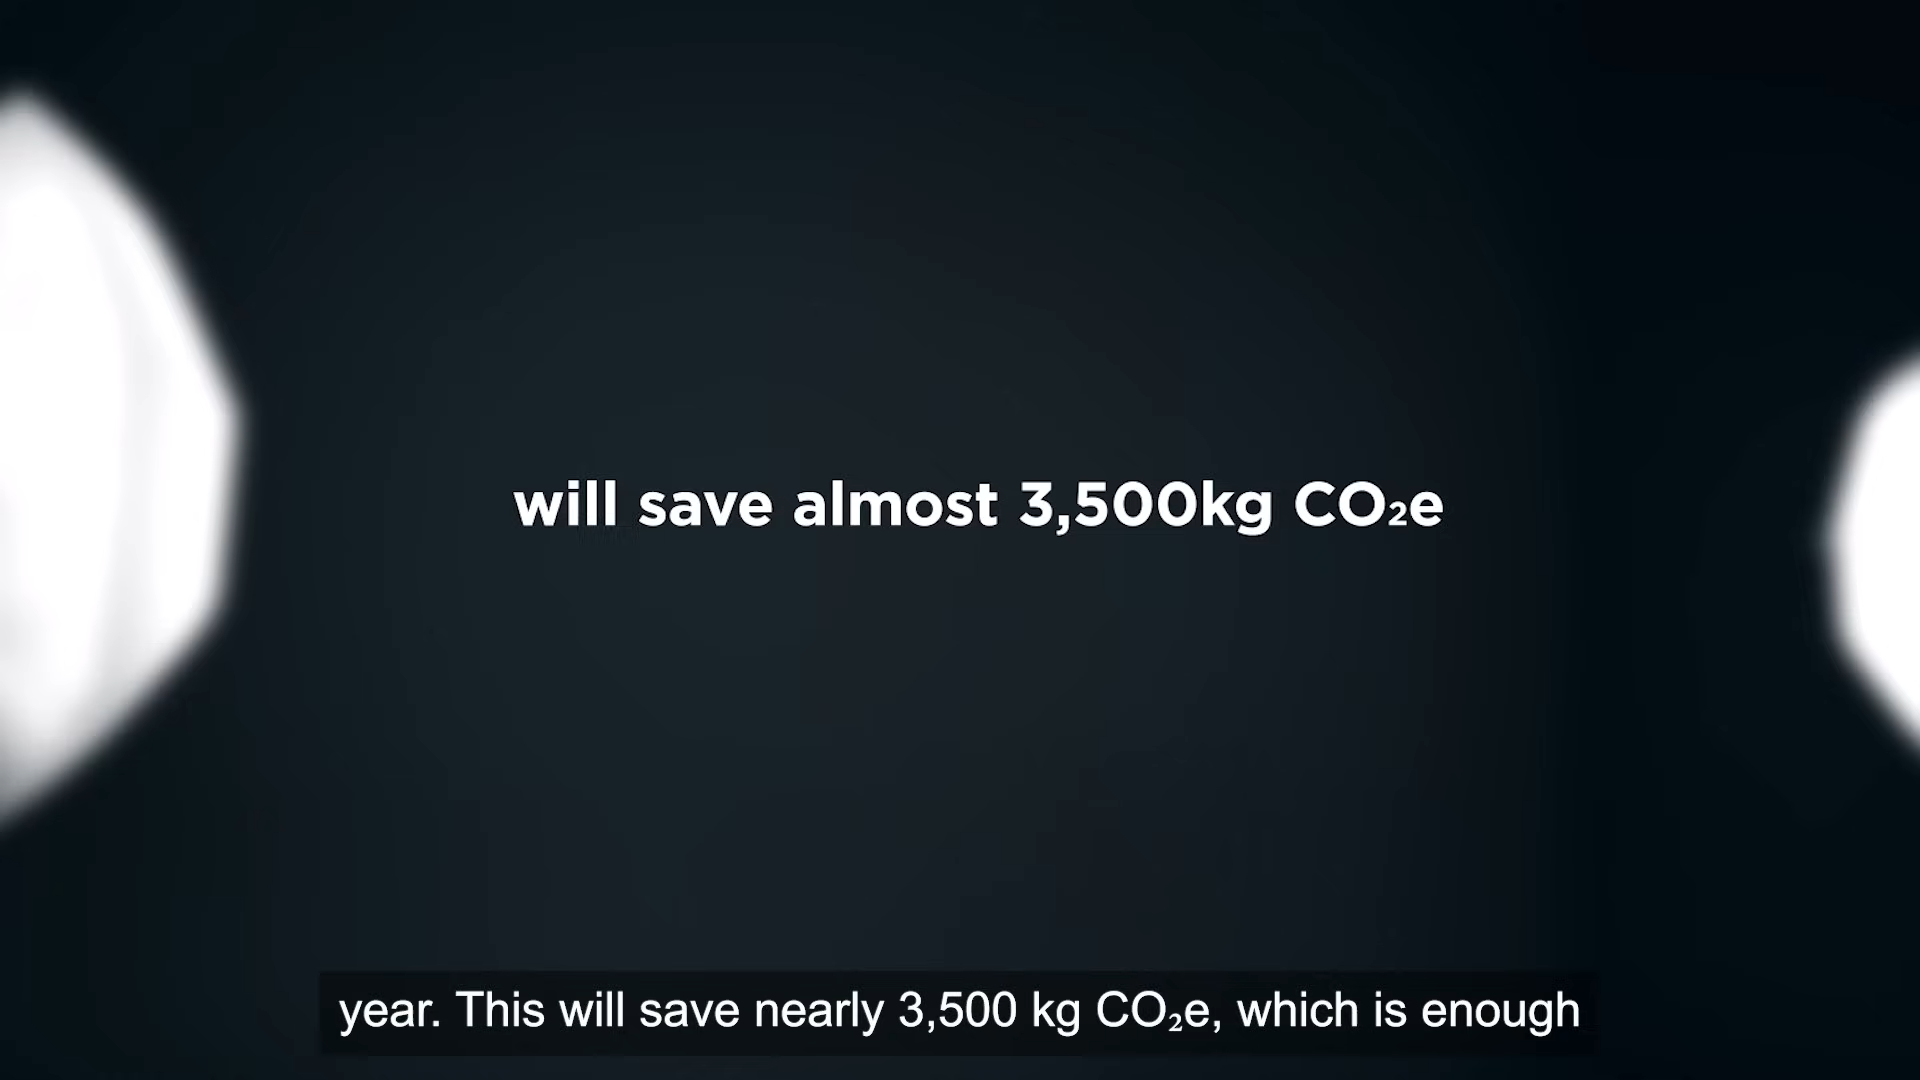 will save almost 3,500kg CO₂e
year. This will save nearly 3,500 kg CO₂e, which is enough